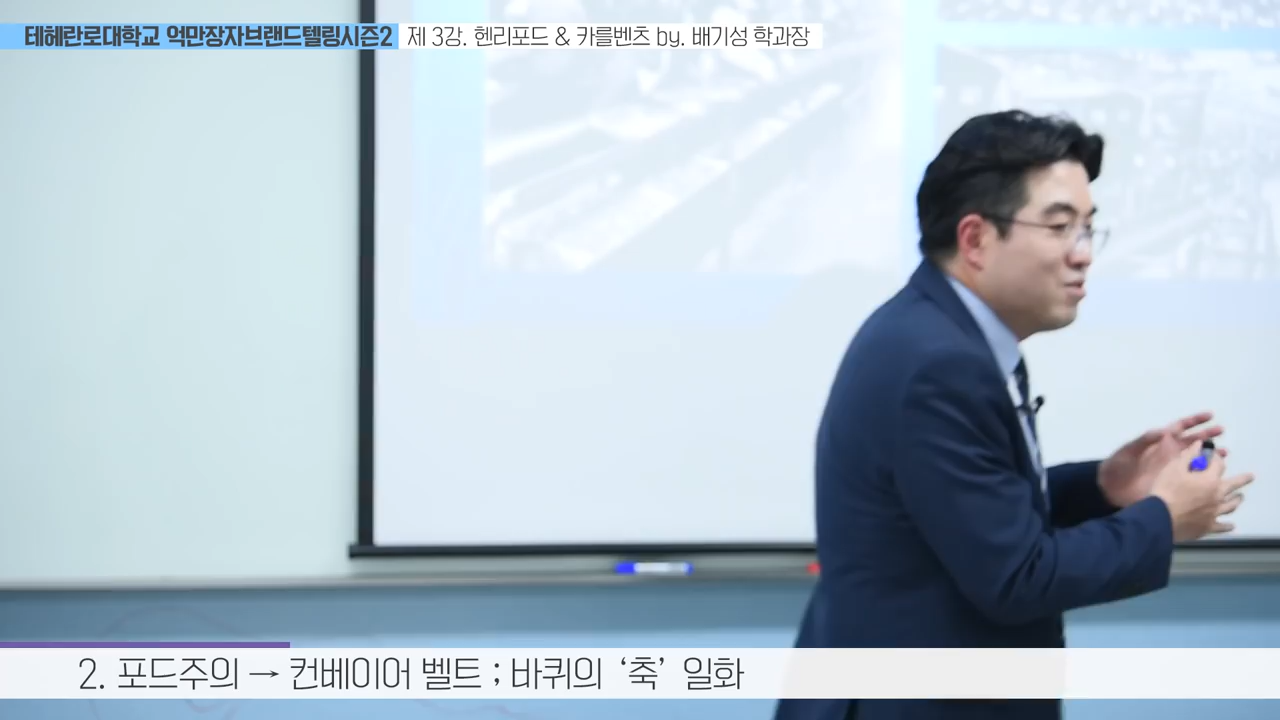 테헤란로대학교 억만장자브랜드텔링시즌2 제 3강. 헨리포드 & 카를벤츠 by. 배기성 학과장
2. 포드주의 → 컨베이어 벨트 ; 바퀴의 ‘축’ 일화